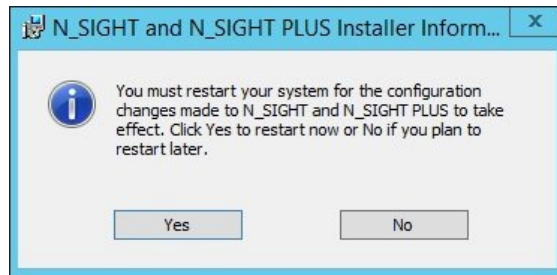 N_SIGHT and N_SIGHT PLUS Installer Inform... x
You must restart your system for the configuration
changes made to N_SIGHT and N_SIGHT PLUS to take
effect. Click Yes to restart now or No if you plan to
restart later.
Yes No